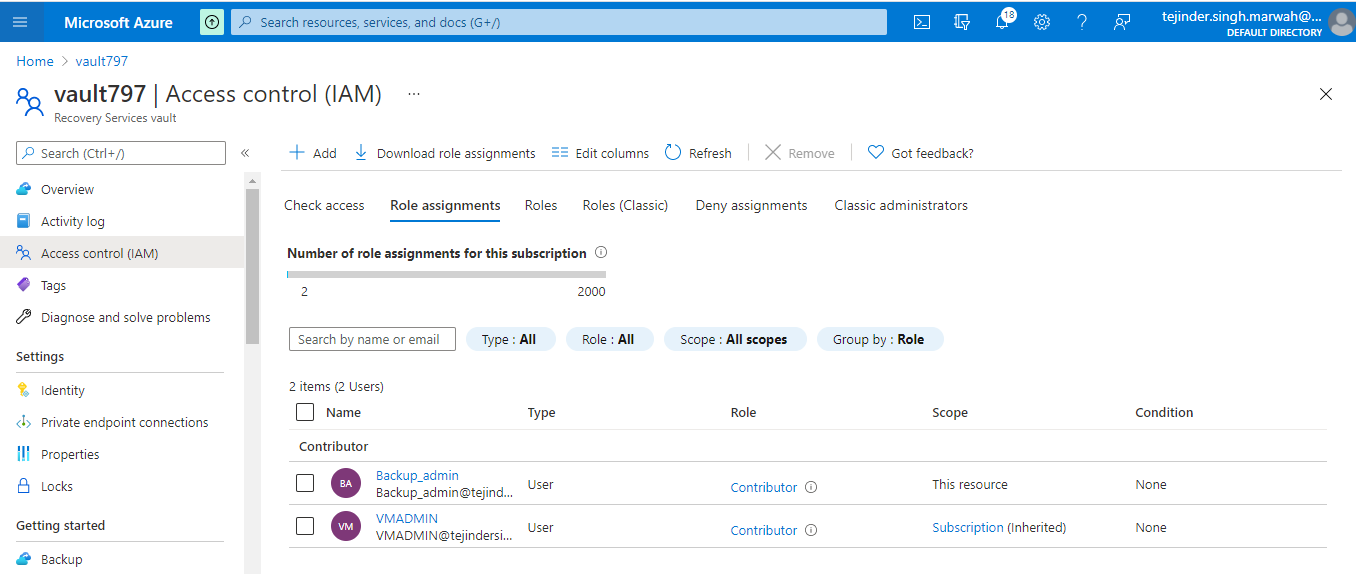 Microsoft Azure
Search resources, services, and docs (G+/)
18
tejinder.singh.marwah@...
DEFAULT DIRECTORY
Home > vault797
vault797 | Access control (IAM) ...
Recovery Services vault
Search (Ctrl+/)
Overview
Activity log
Access control (IAM)
Tags
Diagnose and solve problems
Settings
Identity
Private endpoint connections
Properties
Locks
Getting started
Backup
Add Download role assignments Edit columns Refresh Remove Got feedback?
Check access Role assignments Roles Roles (Classic) Deny assignments Classic administrators
Number of role assignments for this subscription
2 2000
Search by name or email Type : All Role : All Scope : All scopes Group by : Role
2 items (2 Users)
Name Type Role Scope Condition
Contributor
BA Backup_admin
Backup_admin@tejind... User Contributor This resource None
VM VMADMIN
VMADMIN@tejindersi... User Contributor Subscription (Inherited) None